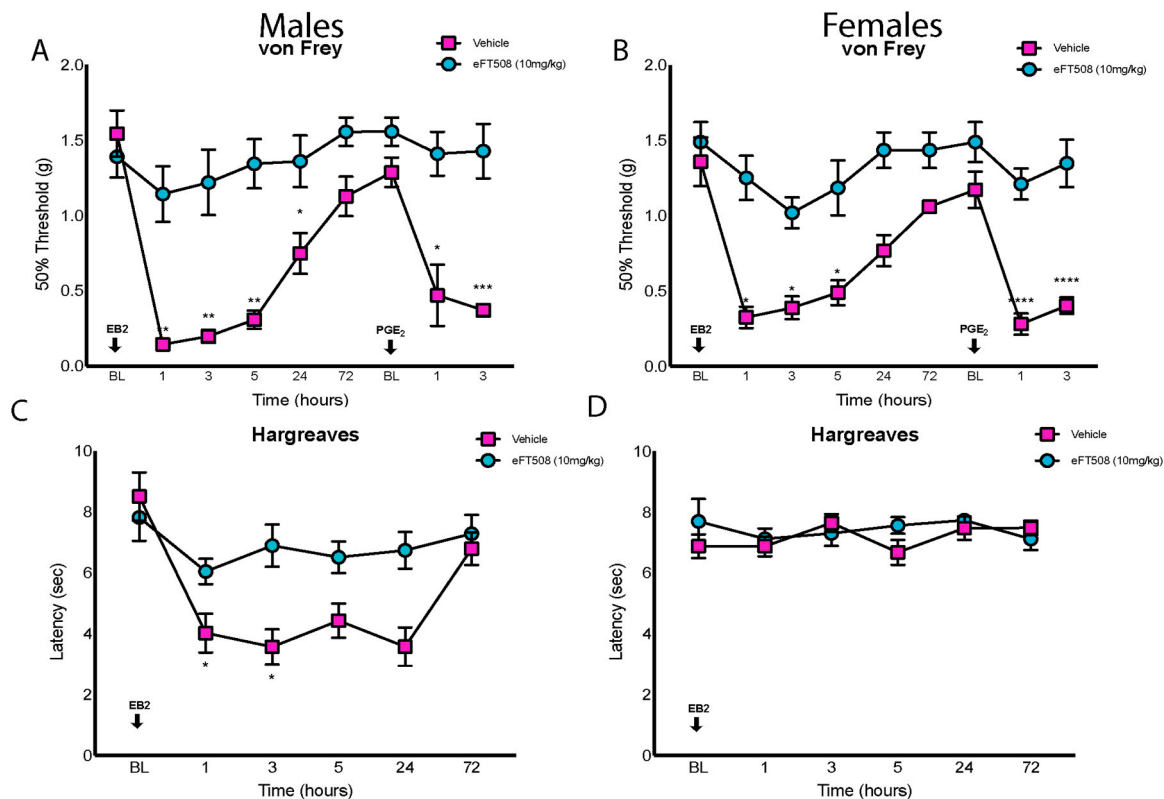 Males
Females
A
von Frey
Vehicle
eFT508 (10mg/kg)
2.0
1.5
1.0
0.5
0.0
50% Threshold (g)
*
*
**
**
**
***
EB2
PGE2
BL
1
3
5
24
72
BL
1
3
Time (hours)
B
von Frey
Vehicle
eFT508 (10mg/kg)
2.0
1.5
1.0
0.5
0.0
50% Threshold (g)
*
*
*
****
****
EB2
PGE2
BL
1
3
5
24
72
BL
1
3
Time (hours)
C
Hargreaves
Vehicle
eFT508 (10mg/kg)
10
8
6
4
2
0
Latency (sec)
*
*
EB2
BL
1
3
5
24
72
Time (hours)
D
Hargreaves
Vehicle
eFT508 (10mg/kg)
10
8
6
4
2
0
Latency (sec)
EB2
BL
1
3
5
24
72
Time (hours)